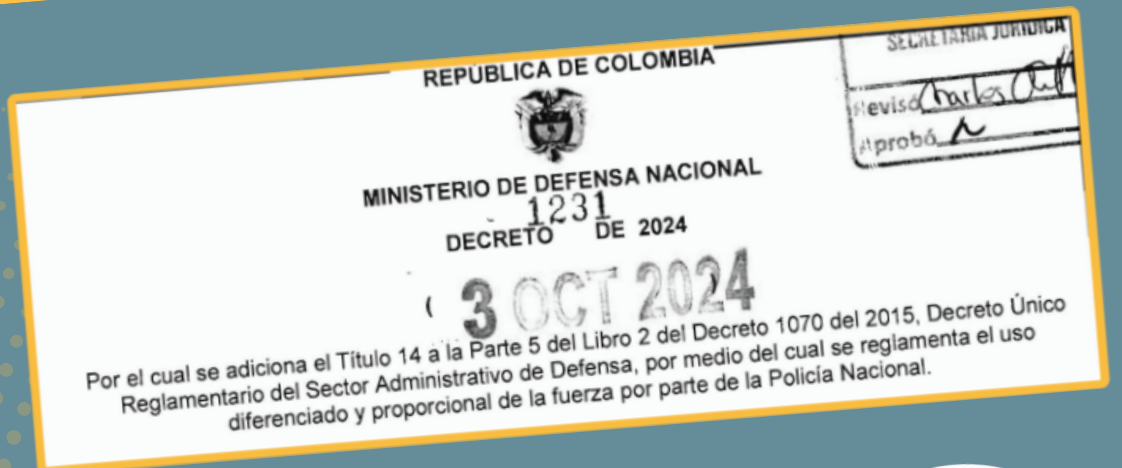 REPÚBLICA DE COLOMBIA
SECRETARÍA JURIDICA
Revisó
Aprobó
MINISTERIO DE DEFENSA NACIONAL
1231
DECRETO DE 2024
( 3 OCT 2024 )
Por el cual se adiciona el Título 14 a la Parte 5 del Libro 2 del Decreto 1070 del 2015, Decreto Único
Reglamentario del Sector Administrativo de Defensa, por medio del cual se reglamenta el uso
diferenciado y proporcional de la fuerza por parte de la Policía Nacional.